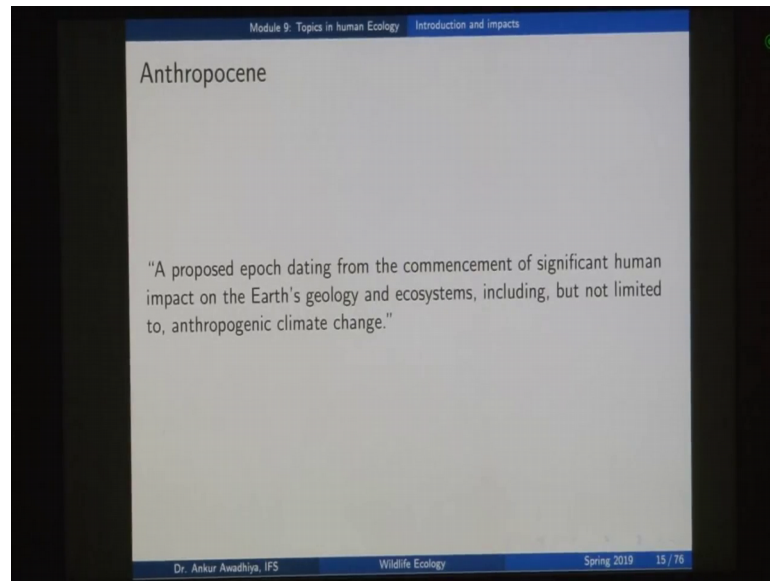 Module 9: Topics in human Ecology Introduction and impacts
Anthropocene
“A proposed epoch dating from the commencement of significant human
impact on the Earth's geology and ecosystems, including, but not limited
to, anthropogenic climate change.”
Dr. Ankur Awadhiya, IFS Wildlife Ecology Spring 2019 15 / 76